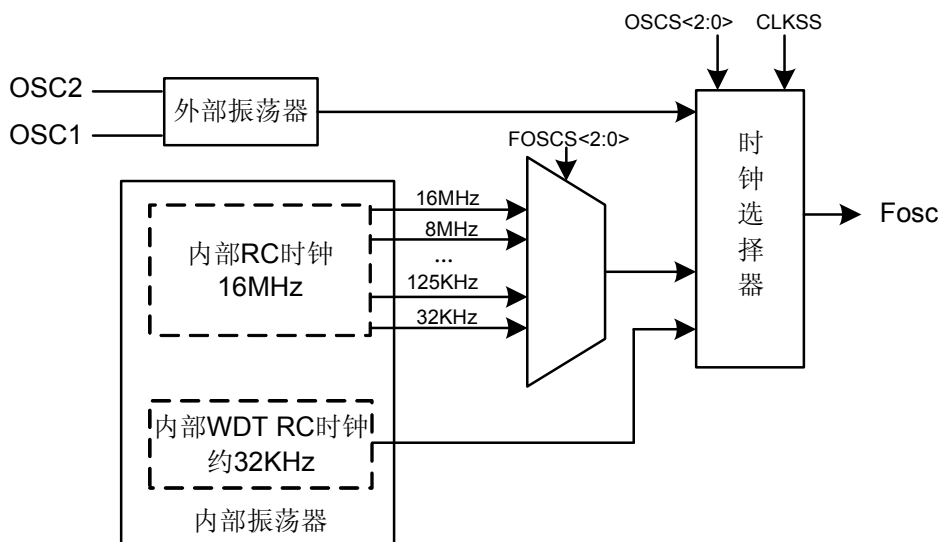 OSCS<2:0>
CLKSS
OSC2
OSC1
外部振荡器
FOSCS<2:0>
时
钟
选
择
器
Fosc
16MHz
8MHz
...
125KHz
32KHz
内部RC时钟
16MHz
内部WDT RC时钟
约32KHz
内部振荡器